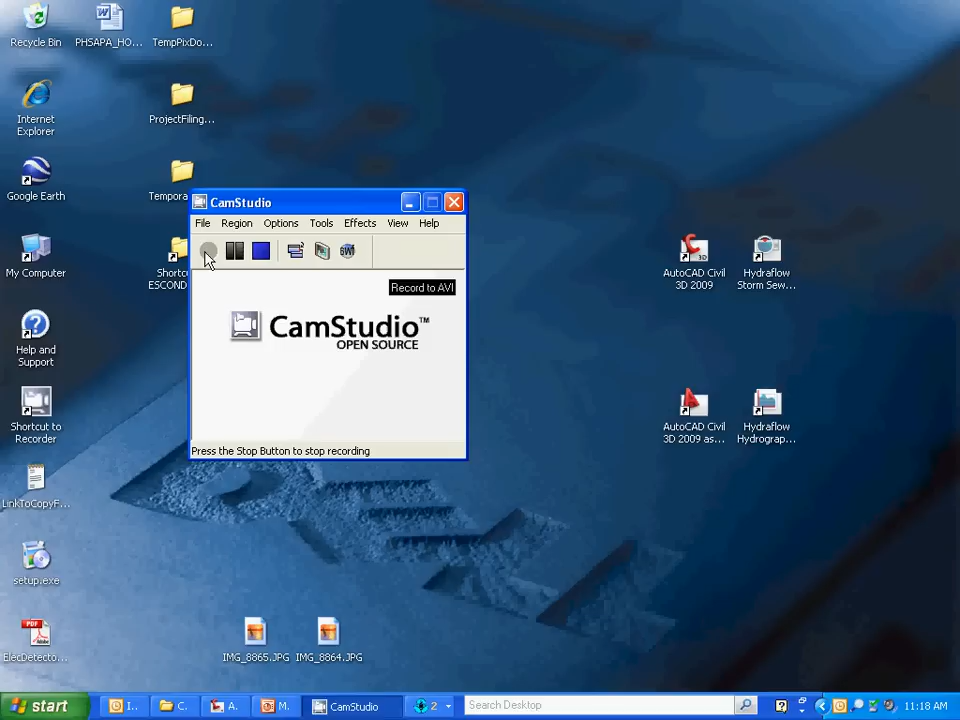 Recycle Bin
PHSAPA_HO...
TempPixDo...
Internet
Explorer
ProjectFiling...
Google Earth
Tempora
My Computer
Shortc
ESCOND
Help and
Support
Shortcut to
Recorder
LinkToCopyF...
setup.exe
ElecDetecto...
CamStudio
File Region Options Tools Effects View Help
SWF
Record to AVI
CamStudio™
OPEN SOURCE
Press the Stop Button to stop recording
AutoCAD Civil
3D 2009
Hydraflow
Storm Sew...
AutoCAD Civil
3D 2009 as...
Hydraflow
Hydrograp...
IMG_8865.JPG
IMG_8864.JPG
start
I..
C.
A.
M.
CamStudio
2
Search Desktop
11:18 AM